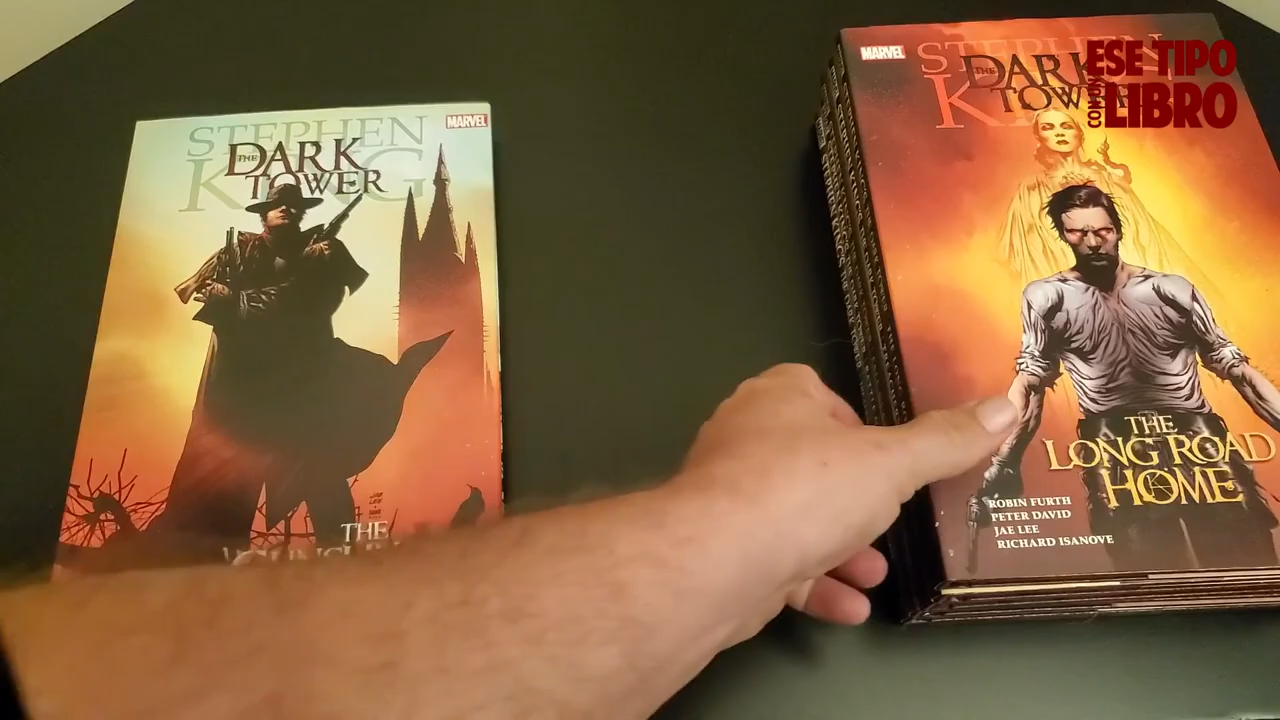 MARVEL
STEPHEN
KING
THE DARK
TOWER
THE
MARVEL
STEPHEN
THE DARK
TOWER
THE
LONG ROAD
HOME
ROBIN FURTH
PETER DAVID
JAE LEE
RICHARD ISANOVE
ESE TIPO
CON UN
LIBRO